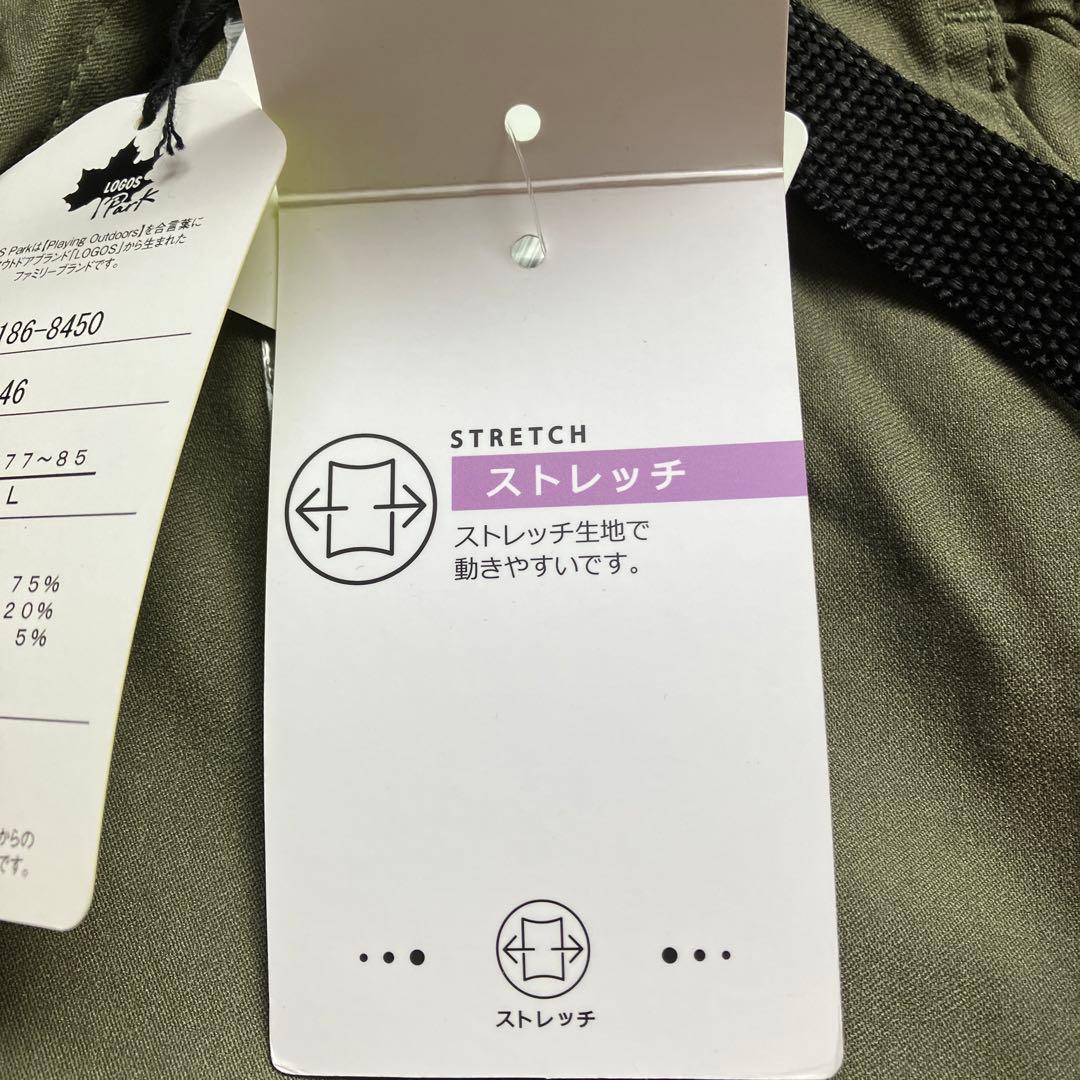 LOGOS
Park
S Parkは【Playing Outdoors】を合言葉に
ウトドアブランド「LOGOS」から生まれた
ファミリーブランドです。
186-8450
46
77～85
L
75%
20%
5%
からの
です。
STRETCH
ストレッチ
ストレッチ生地で
動きやすいです。
ストレッチ